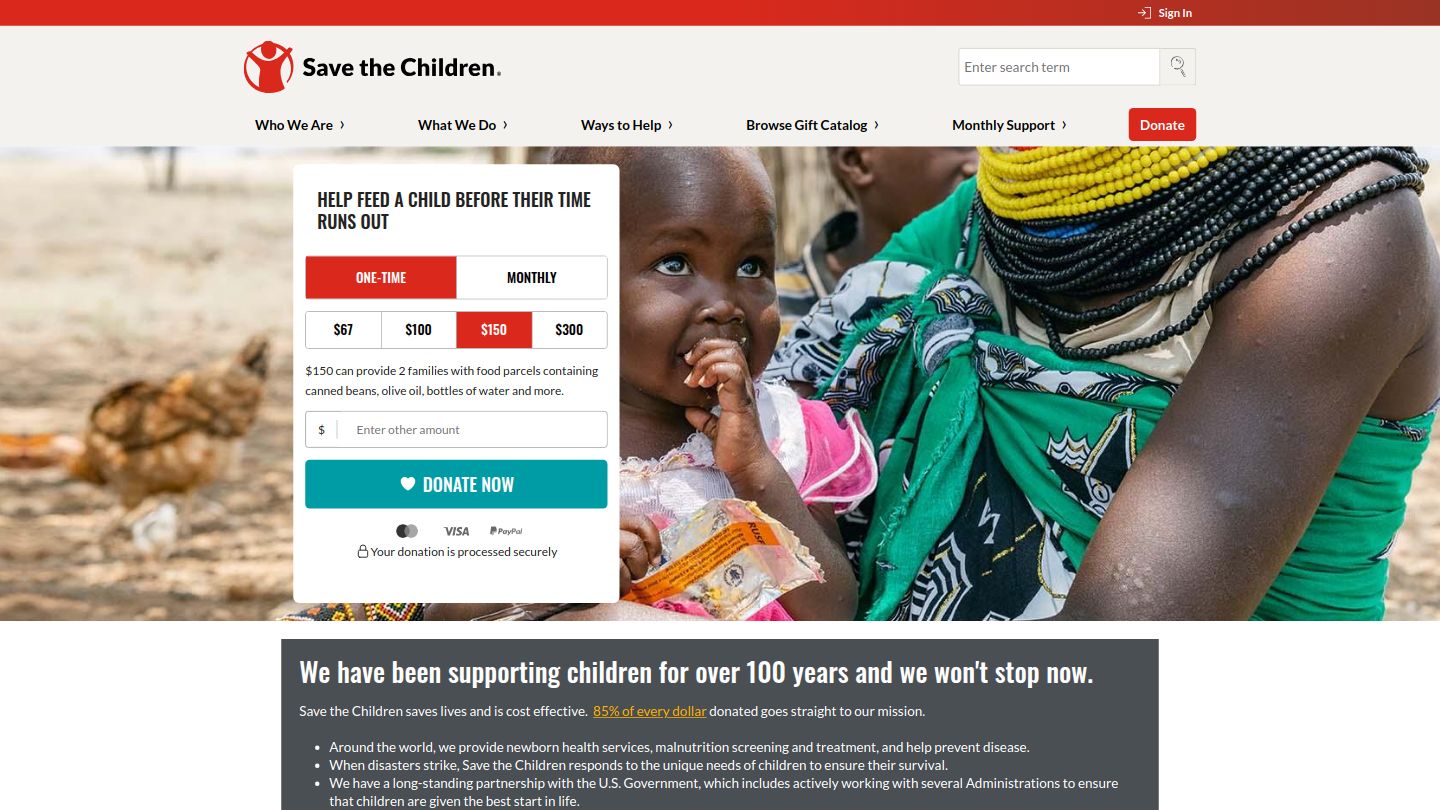 Sign In
Save the Children.
Enter search term
Who We Are
What We Do
Ways to Help
Browse Gift Catalog
Monthly Support
Donate
HELP FEED A CHILD BEFORE THEIR TIME
RUNS OUT
ONE-TIME
MONTHLY
$67
$100
$150
$300
$150 can provide 2 families with food parcels containing
canned beans, olive oil, bottles of water and more.
$
Enter other amount
DONATE NOW
VISA
PayPal
Your donation is processed securely
RUSF
We have been supporting children for over 100 years and we won't stop now.
Save the Children saves lives and is cost effective. 85% of every dollar donated goes straight to our mission.
• Around the world, we provide newborn health services, malnutrition screening and treatment, and help prevent disease.
• When disasters strike, Save the Children responds to the unique needs of children to ensure their survival.
• We have a long-standing partnership with the U.S. Government, which includes actively working with several Administrations to ensure
that children are given the best start in life.